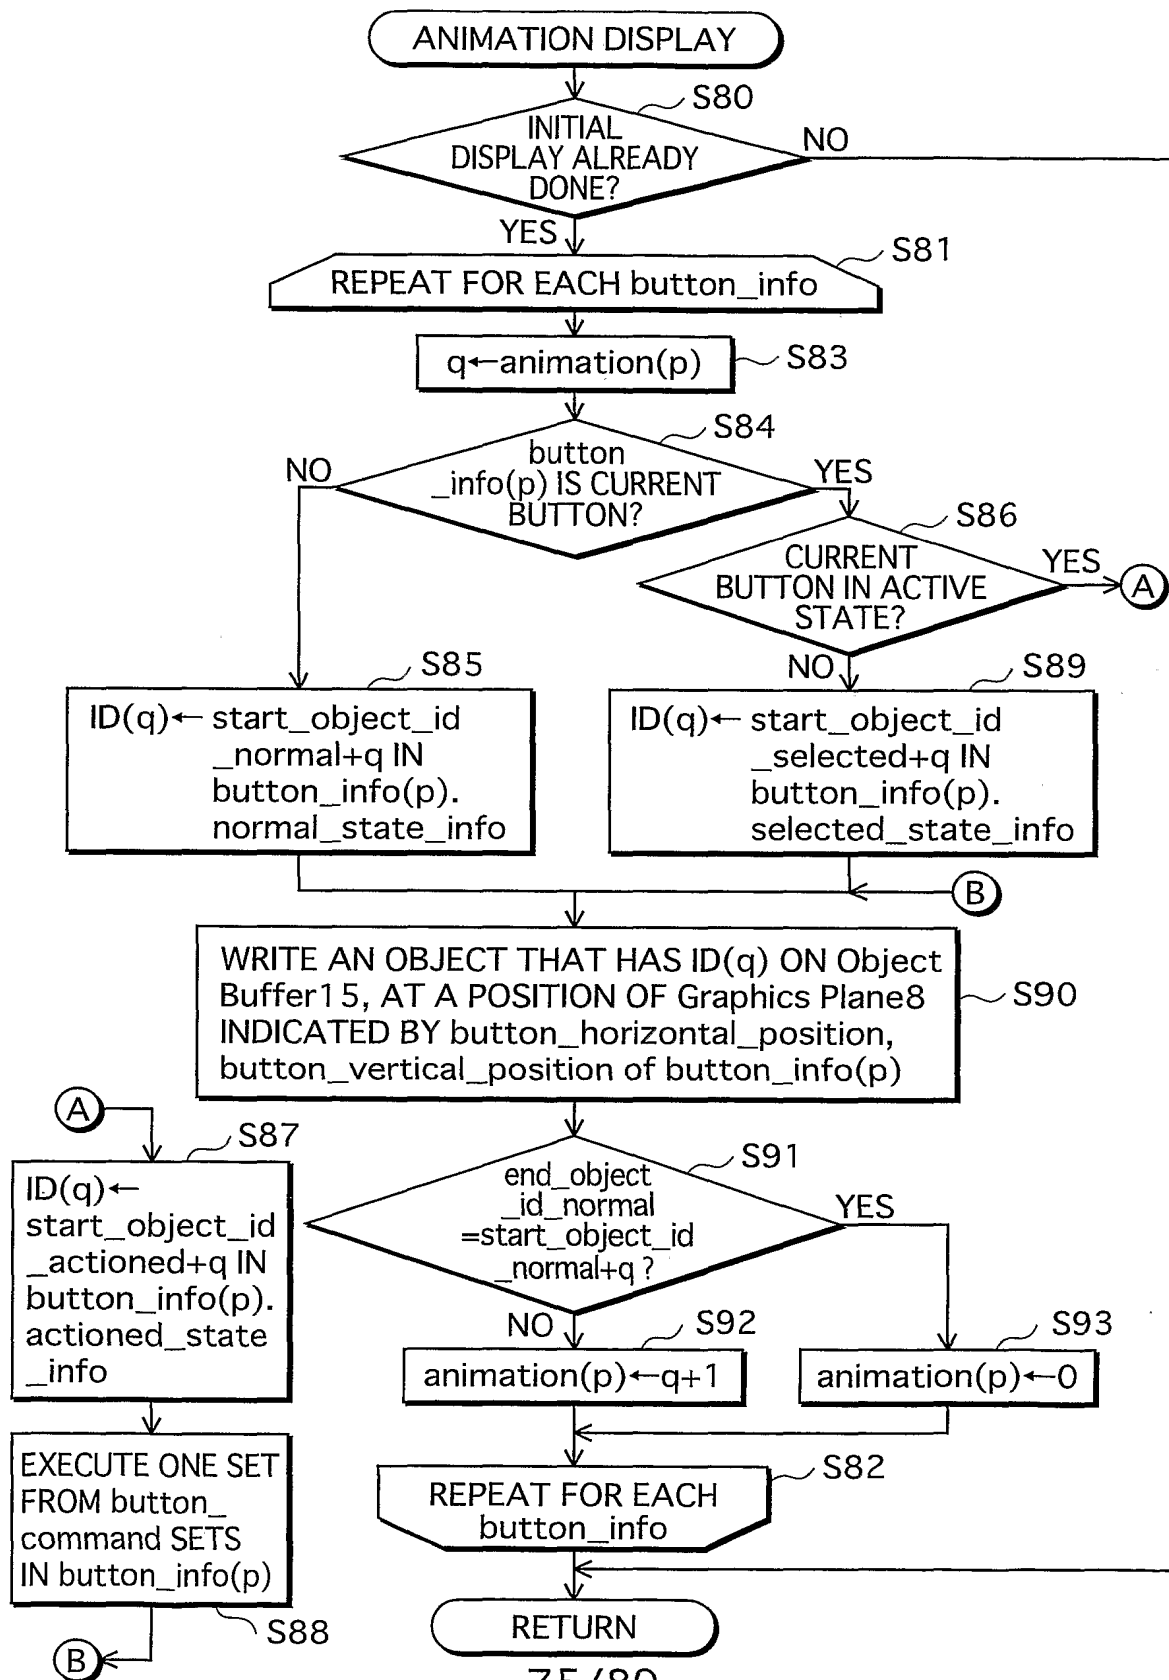 ANIMATION DISPLAY
S80
INITIAL
DISPLAY ALREADY
DONE?
NO
YES
S81
REPEAT FOR EACH button_info
q←animation(p)
S83
S84
button
_info(p) IS CURRENT
BUTTON?
NO
YES
S86
CURRENT
BUTTON IN ACTIVE
STATE?
YES
A
NO
S85
ID(q)← start_object_id
_normal+q IN
button_info(p).
normal_state_info
S89
ID(q)← start_object_id
_selected+q IN
button_info(p).
selected_state_info
B
WRITE AN OBJECT THAT HAS ID(q) ON Object
Buffer15, AT A POSITION OF Graphics Plane8
INDICATED BY button_horizontal_position,
button_vertical_position of button_info(p)
S90
A
S87
ID(q)←
start_object_id
_actioned+q IN
button_info(p).
actioned_state
_info
EXECUTE ONE SET
FROM button_
command SETS
IN button_info(p)
S88
B
S91
end_object
_id_normal
=start_object_id
_normal+q ?
YES
NO
S92
animation(p)←q+1
S93
animation(p)←0
S82
REPEAT FOR EACH
button_info
RETURN